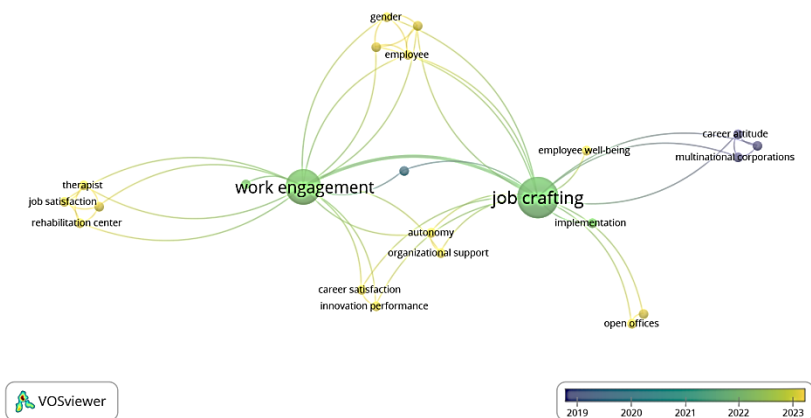 gender
employee
career attitude
employee well-being
multinational corporations
therapist
work engagement
job satisfaction
job crafting
rehabilitation center
implementation
autonomy
organizational support
career satisfaction
innovation performance
open offices
VOSviewer
2019 2020 2021 2022 2023